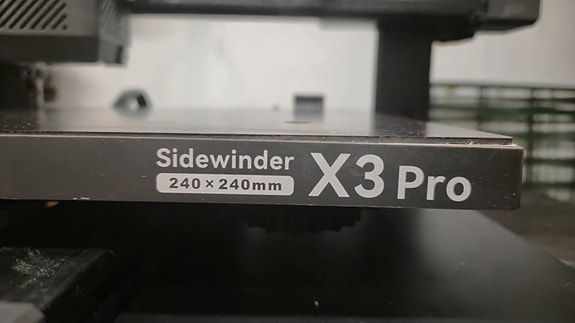 Sidewinder
240×240mm
X3 Pro